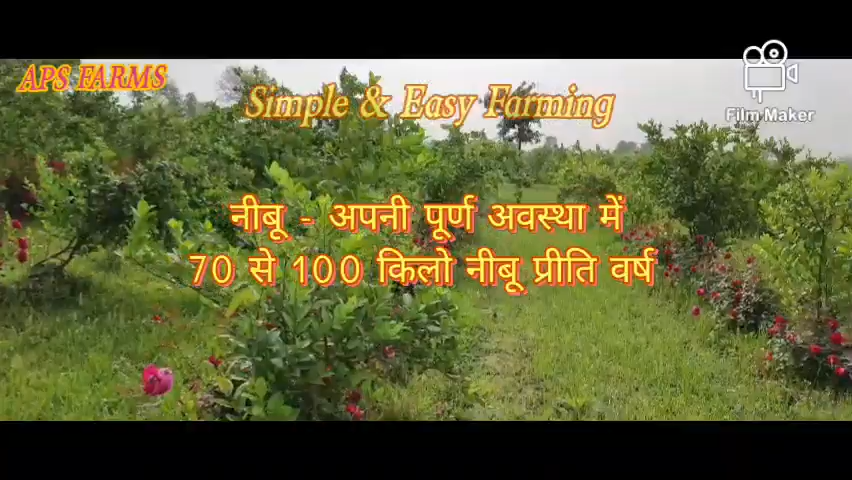 APS FARMS
Simple & Easy Farming
Film Maker
नीबू - अपनी पूर्ण अवस्था में
70 से 100 किलो नीबू प्रीति वर्ष